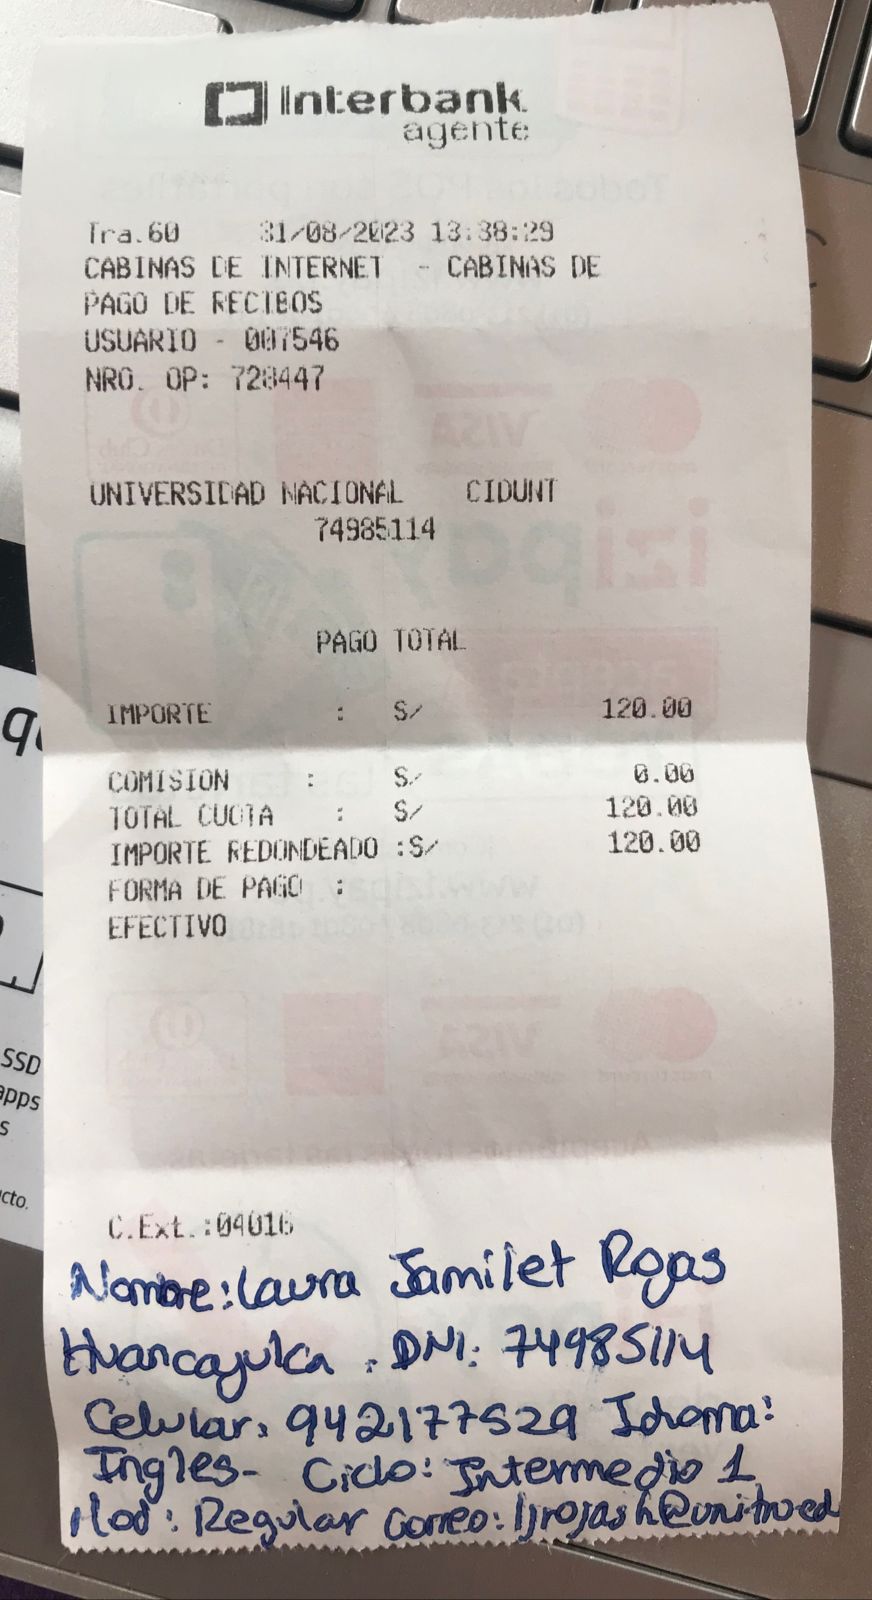 Interbank
agente
Tra.60 31/08/2023 13:38:29
CABINAS DE INTERNET - CABINAS DE
PAGO DE RECIBOS
USUARIO - 007546
NRO. OP: 728447
UNIVERSIDAD NACIONAL CIDUNT
74985114
PAGO TOTAL
IMPORTE : S/ 120.00
COMISION : S/ 0.00
TOTAL CUOTA : S/ 120.00
IMPORTE REDONDEADO :S/ 120.00
FORMA DE PAGO :
EFECTIVO
C.Ext.:04016
Nombre: Laura Jamilet Rojas
Huancajulca. DNI: 74985114
Celular: 942177529 Idioma:
Ingles- Ciclo: Intermedio 1
Mod: Regular Correo: ljrojash@unitru.ed
SSD
apps
cto.